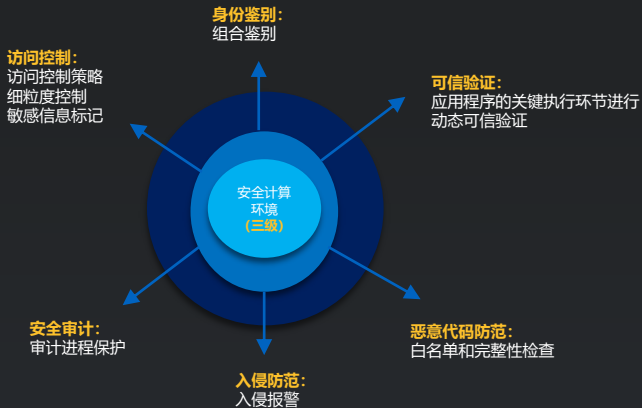 身份鉴别：
组合鉴别
访问控制：
访问控制策略
细粒度控制
敏感信息标记
可信验证：
应用程序的关键执行环节进行
动态可信验证
安全计算
环境
（三级）
安全审计：
审计进程保护
恶意代码防范：
白名单和完整性检查
入侵防范：
入侵报警